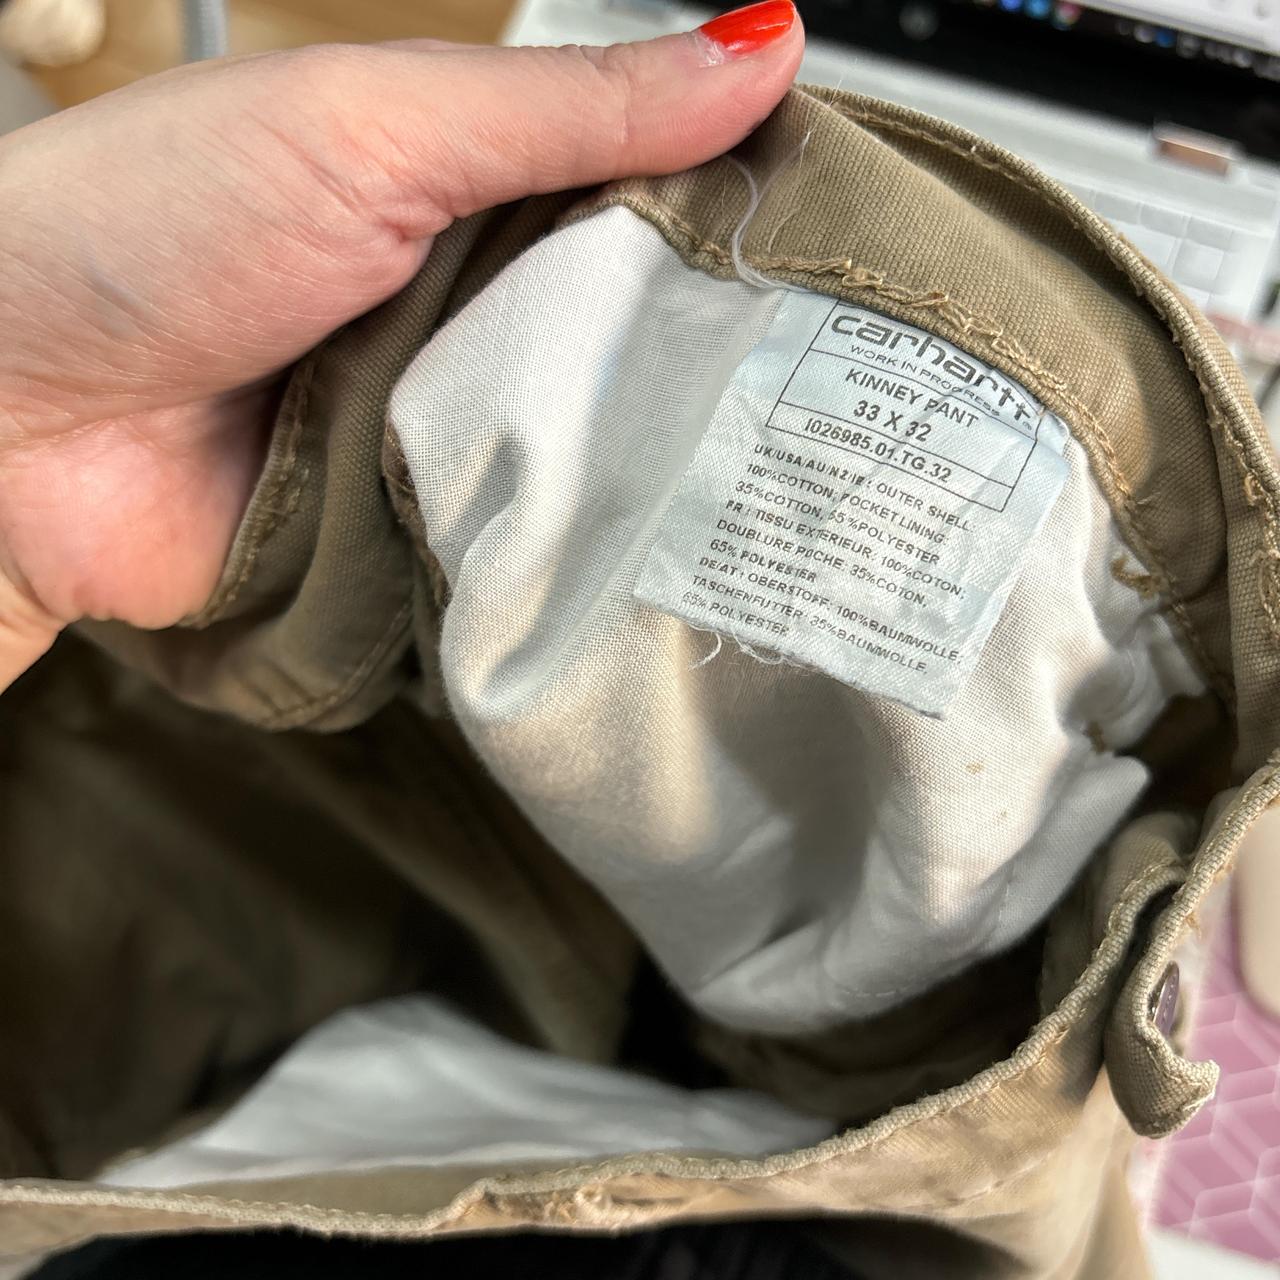 carhartt
WORK IN PROGRESS
KINNEY PANT
33 X 32
I026985.01.TG.32
UK/USA/AU/NZ/IE: OUTER SHELL:
100%COTTON, POCKET LINING:
35%COTTON, 65%POLYESTER
FR : TISSU EXTERIEUR, 100%COTON;
DOUBLURE POCHE, 35%COTON,
65% POLYESTER
DE/AT : OBERSTOFF, 100%BAUMWOLLE;
TASCHENFUTTER, 35%BAUMWOLLE,
65% POLYESTER